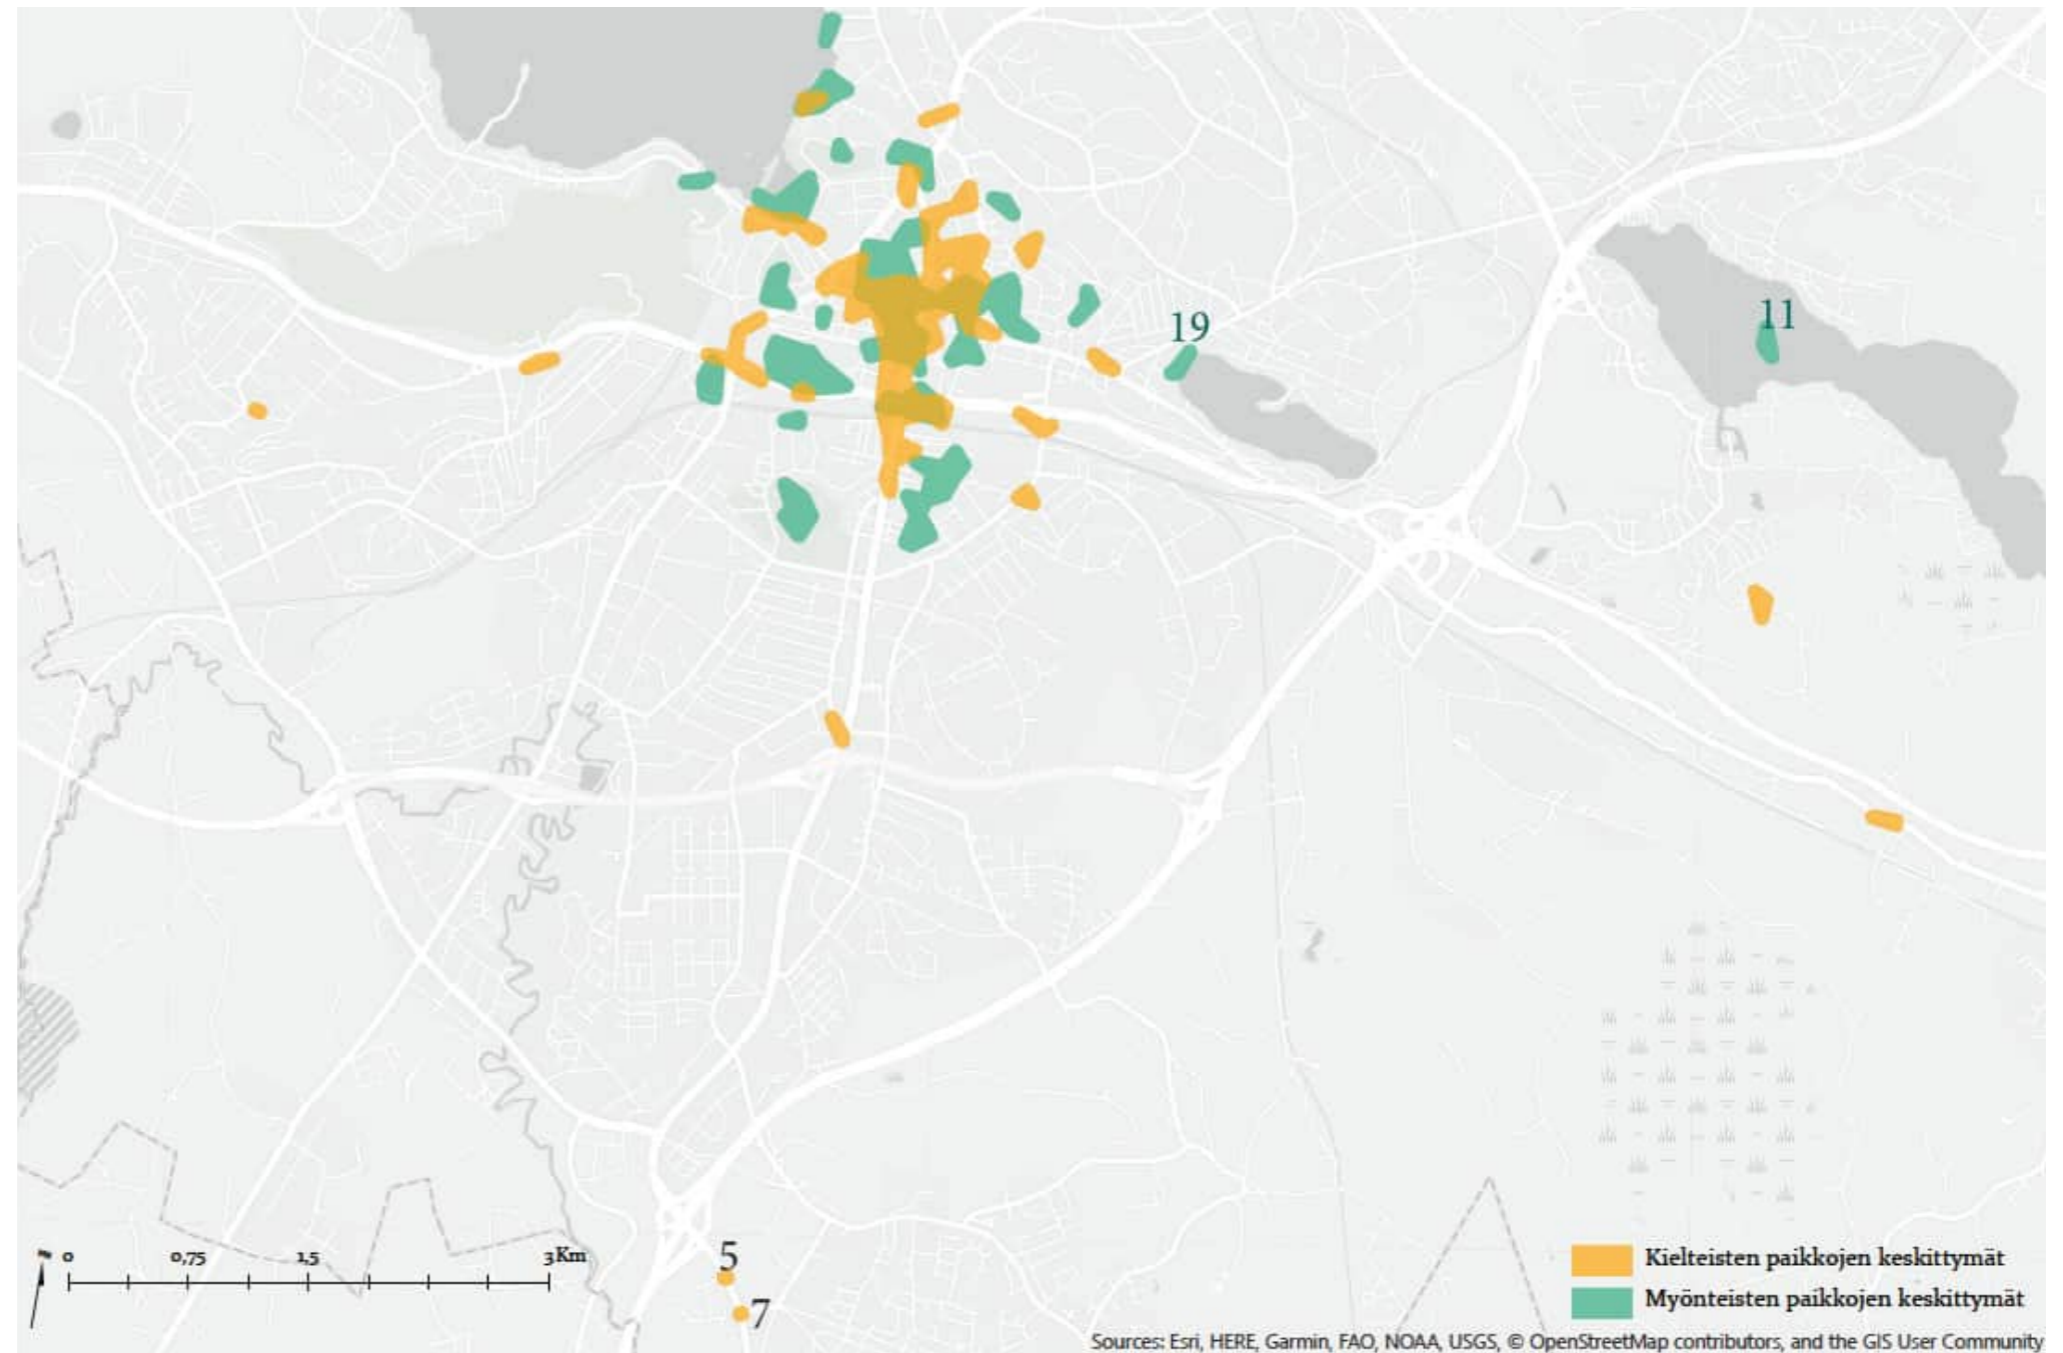 19
11
5
7
N 0 0,75 1,5 3Km
Kielteisten paikkojen keskittymät
Myönteisten paikkojen keskittymät
Sources: Esri, HERE, Garmin, FAO, NOAA, USGS, © OpenStreetMap contributors, and the GIS User Community